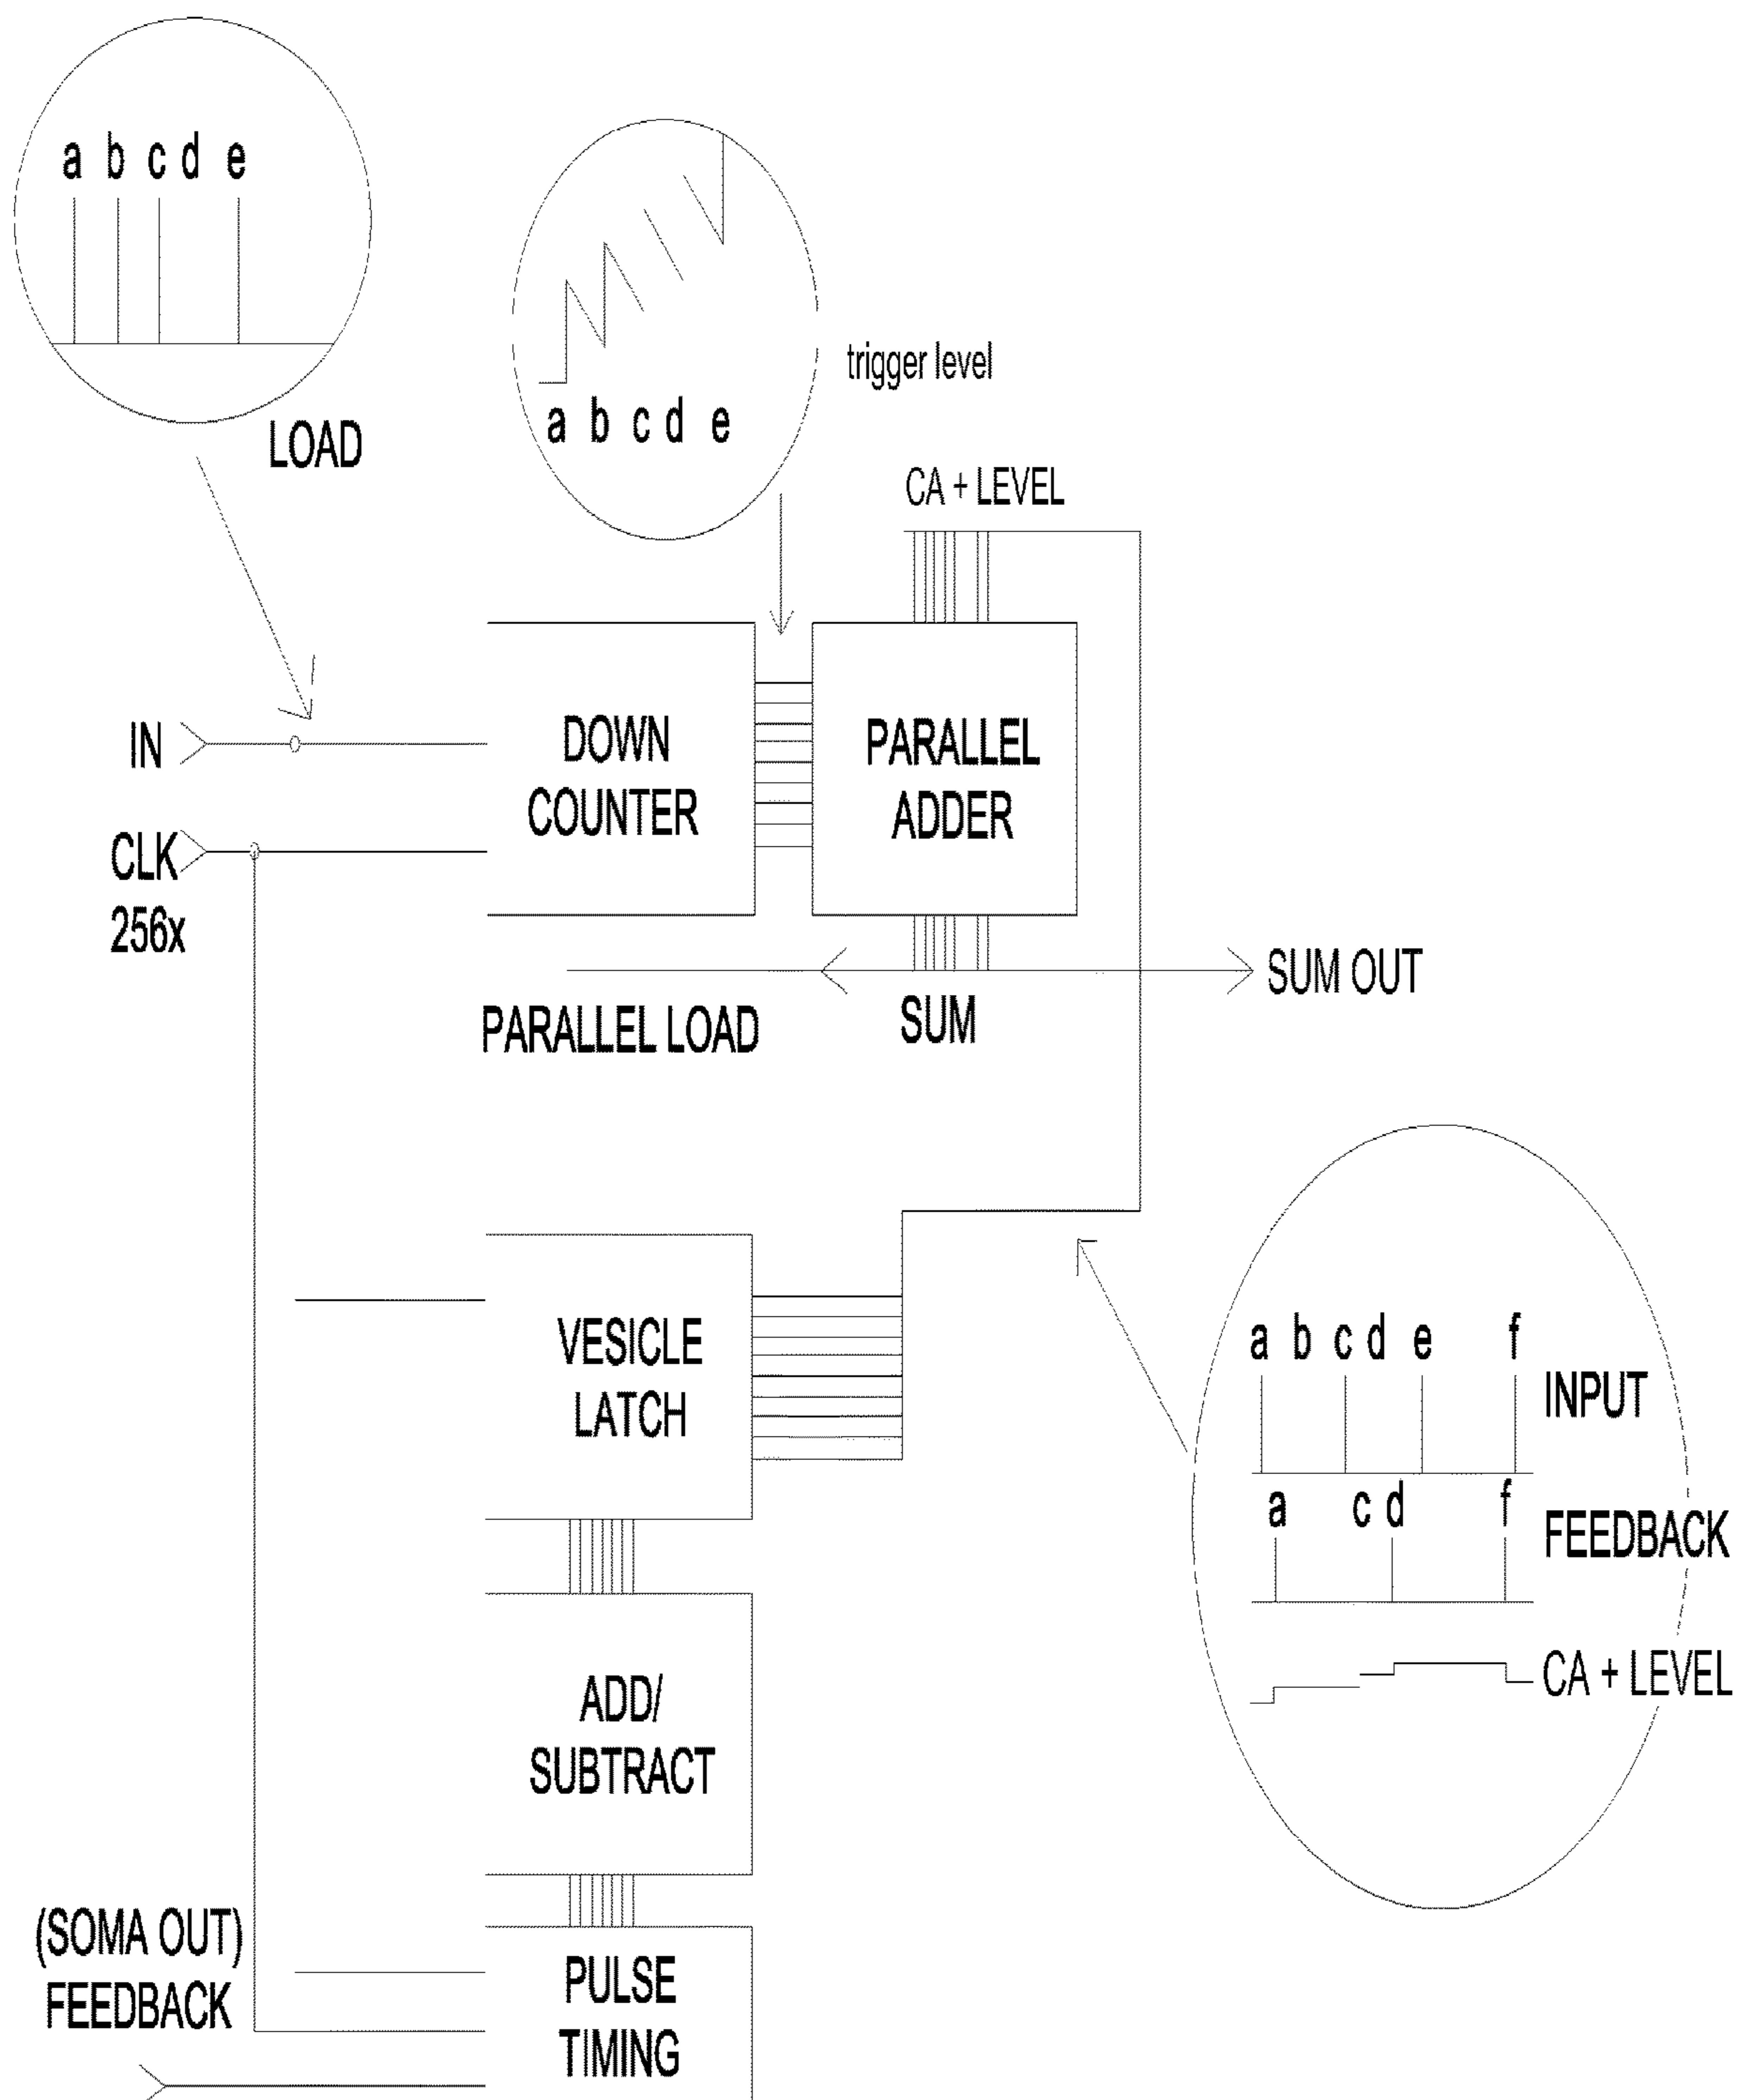 a b c d e
LOAD
a b c d e
trigger level
CA + LEVEL
IN
CLK
256x
DOWN
COUNTER
PARALLEL
ADDER
PARALLEL LOAD
SUM
SUM OUT
VESICLE
LATCH
a b c d e f
INPUT
a c d f
FEEDBACK
CA + LEVEL
ADD/
SUBTRACT
(SOMA OUT)
FEEDBACK
PULSE
TIMING